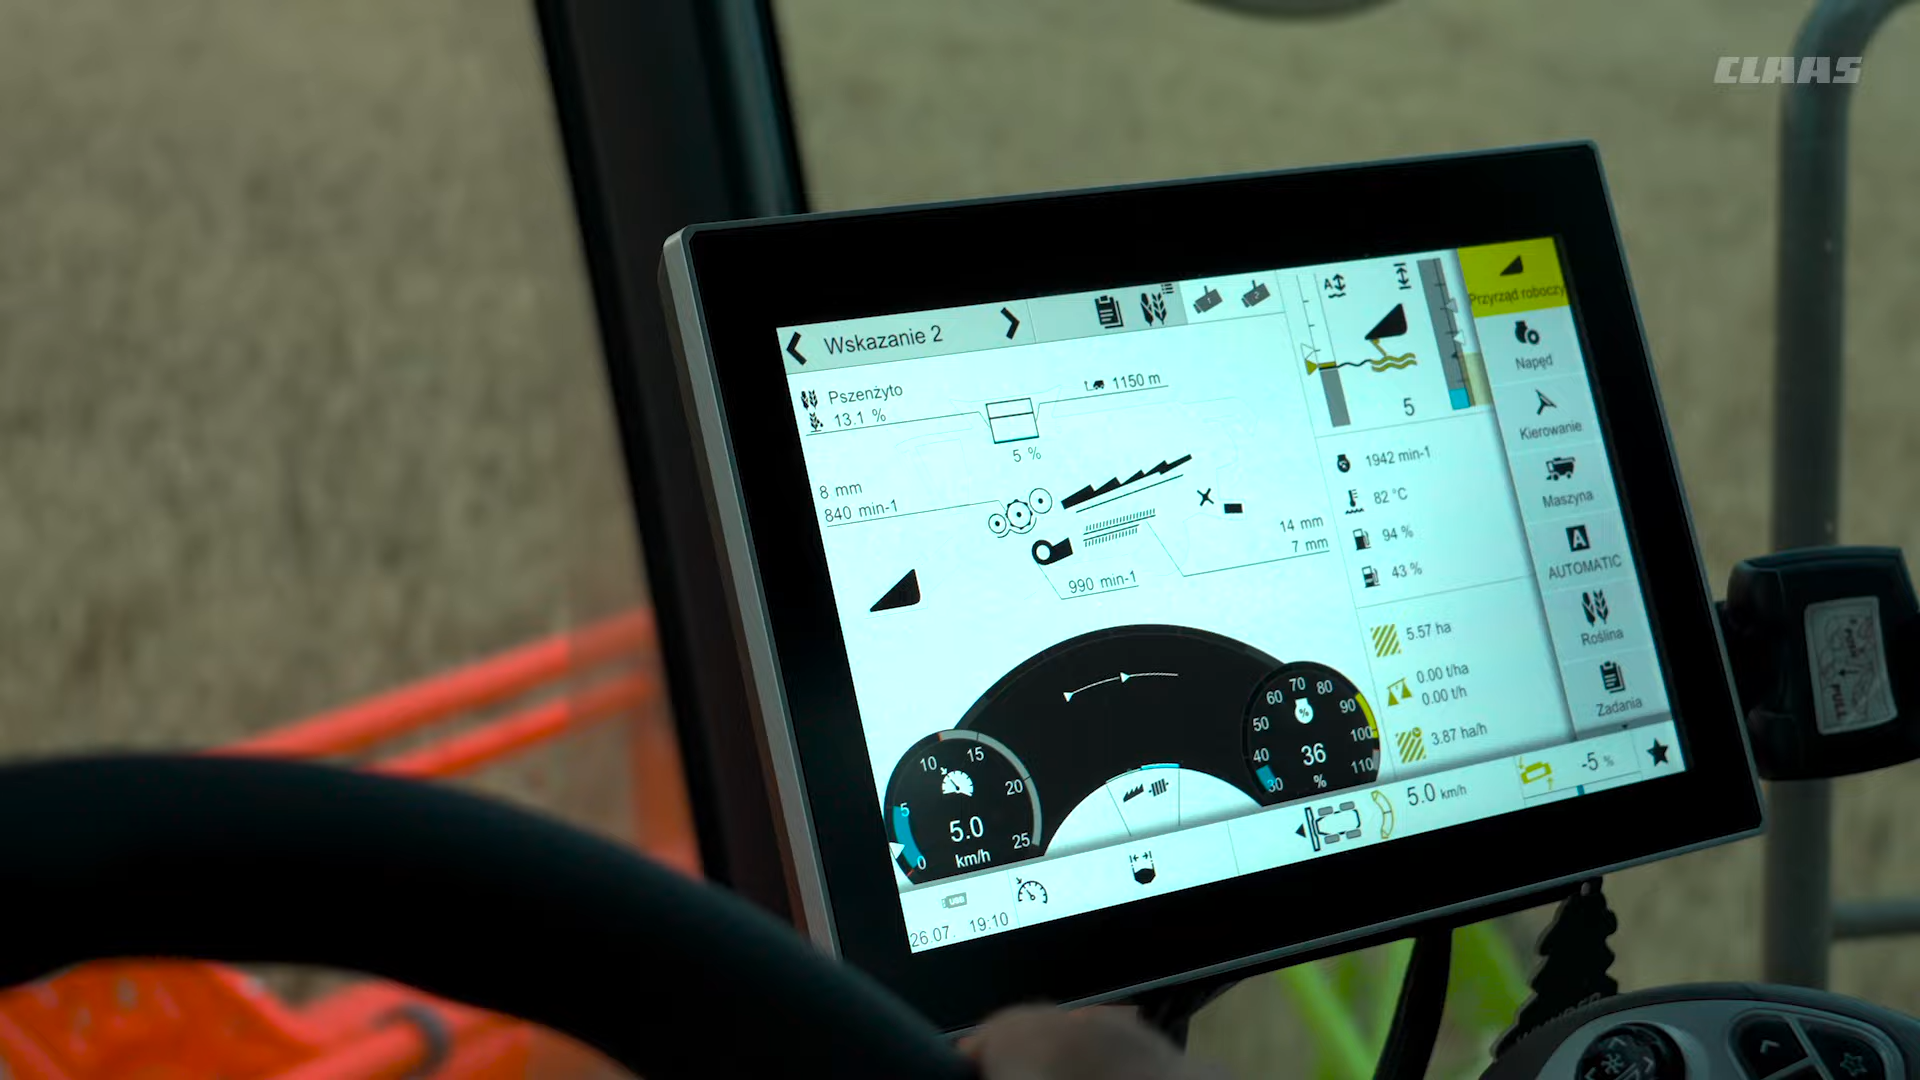 CLAAS
Wskazanie 2
Przyrząd roboczy
Pszenżyto
13.1 %
1150 m
5 %
8 mm
840 min-1
14 mm
7 mm
990 min-1
5
1942 min-1
82 °C
94 %
43 %
5.57 ha
0.00 t/ha
0.00 t/h
3.87 ha/h
Napęd
Kierowanie
Maszyna
A
AUTOMATIC
Roślina
Zadania
0 5 10 15 20 25
5.0
km/h
30 40 50 60 70 80 90 100 110
%
36
%
5.0 km/h
-5 %
USB
26.07. 19:10
PULL